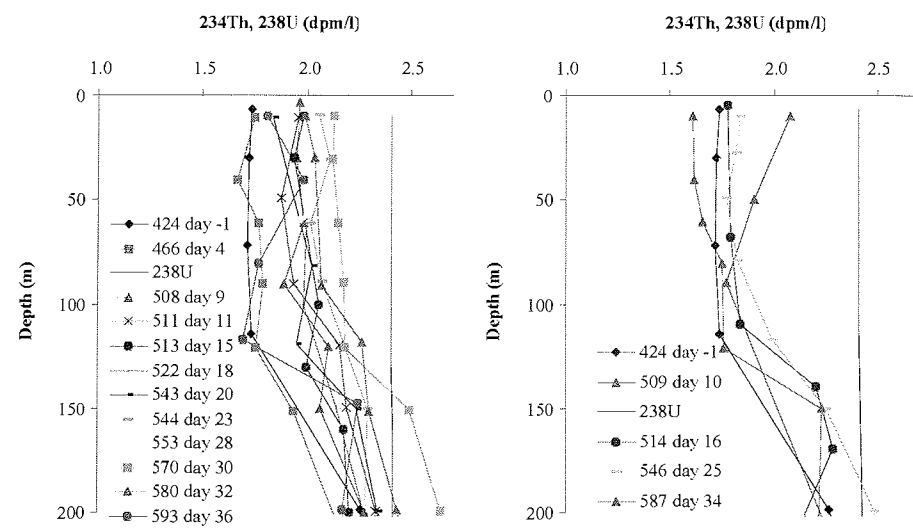 234Th, 238U (dpm/l)
1.0 1.5 2.0 2.5
0
50
100
150
200
Depth (m)
424 day -1
466 day 4
238U
508 day 9
511 day 11
513 day 15
522 day 18
543 day 20
544 day 23
553 day 28
570 day 30
580 day 32
593 day 36
234Th, 238U (dpm/l)
1.0 1.5 2.0 2.5
0
50
100
150
200
Depth (m)
424 day -1
509 day 10
238U
514 day 16
546 day 25
587 day 34